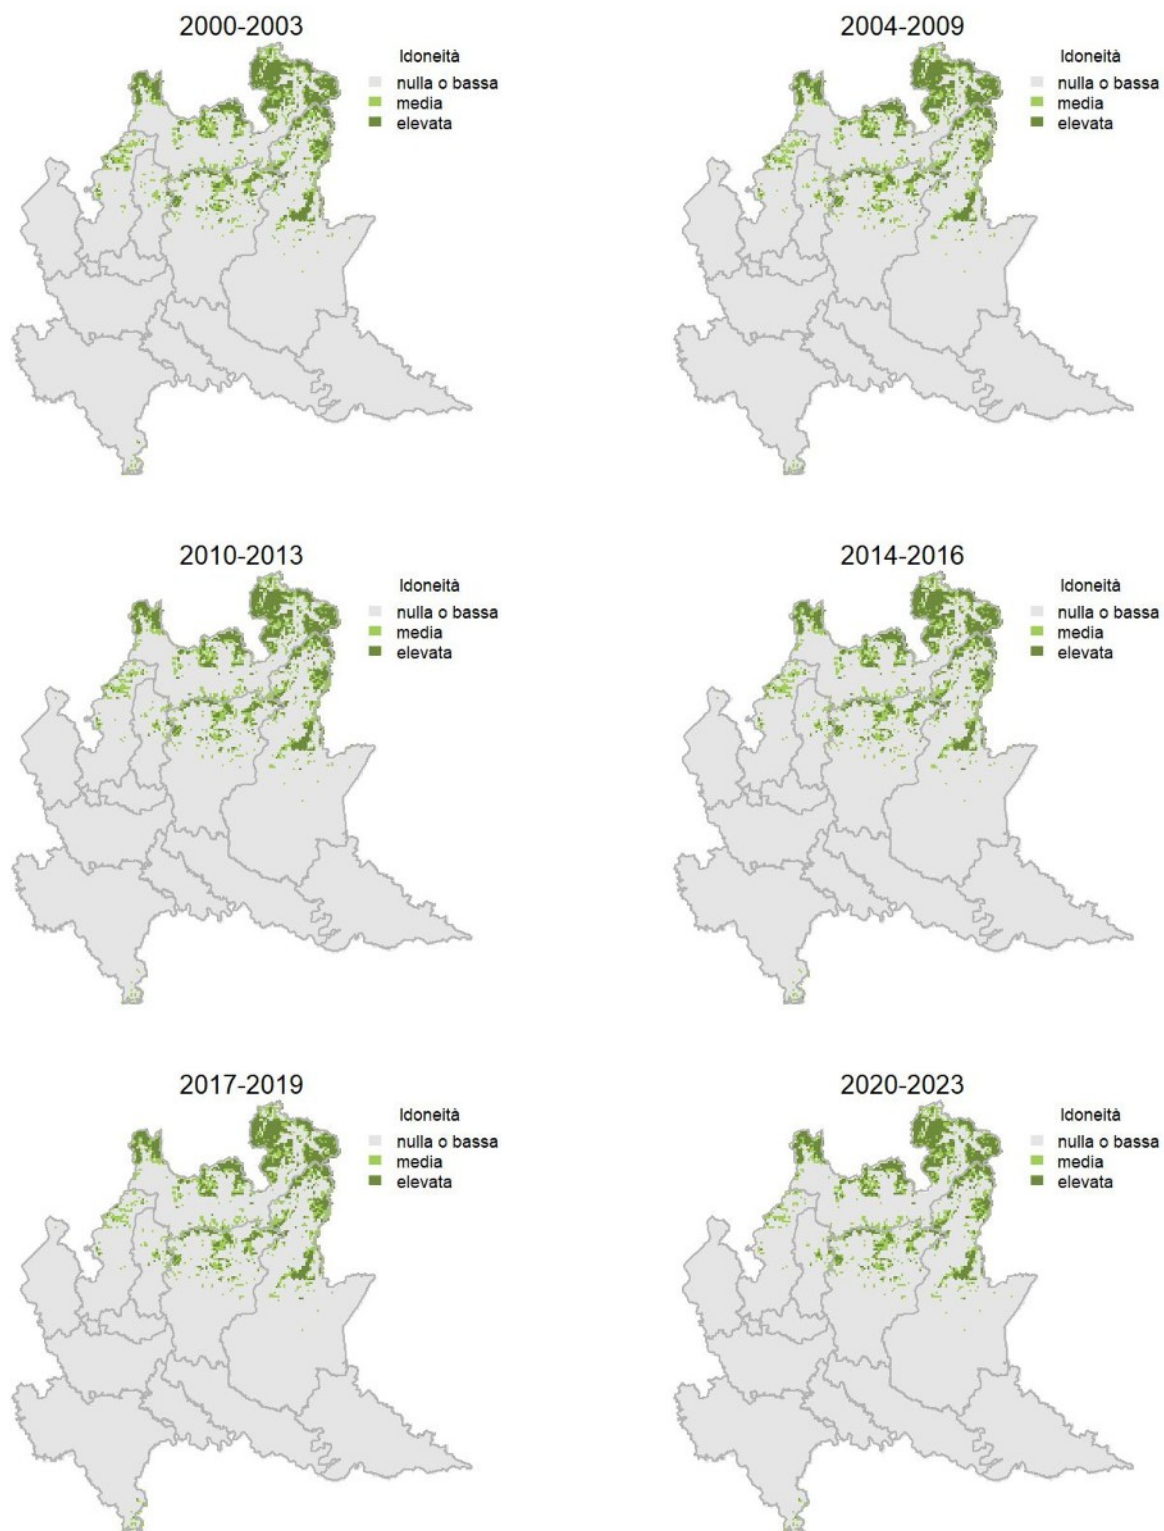 2000-2003
Idoneità
nulla o bassa
media
elevata
2004-2009
Idoneità
nulla o bassa
media
elevata
2010-2013
Idoneità
nulla o bassa
media
elevata
2014-2016
Idoneità
nulla o bassa
media
elevata
2017-2019
Idoneità
nulla o bassa
media
elevata
2020-2023
Idoneità
nulla o bassa
media
elevata